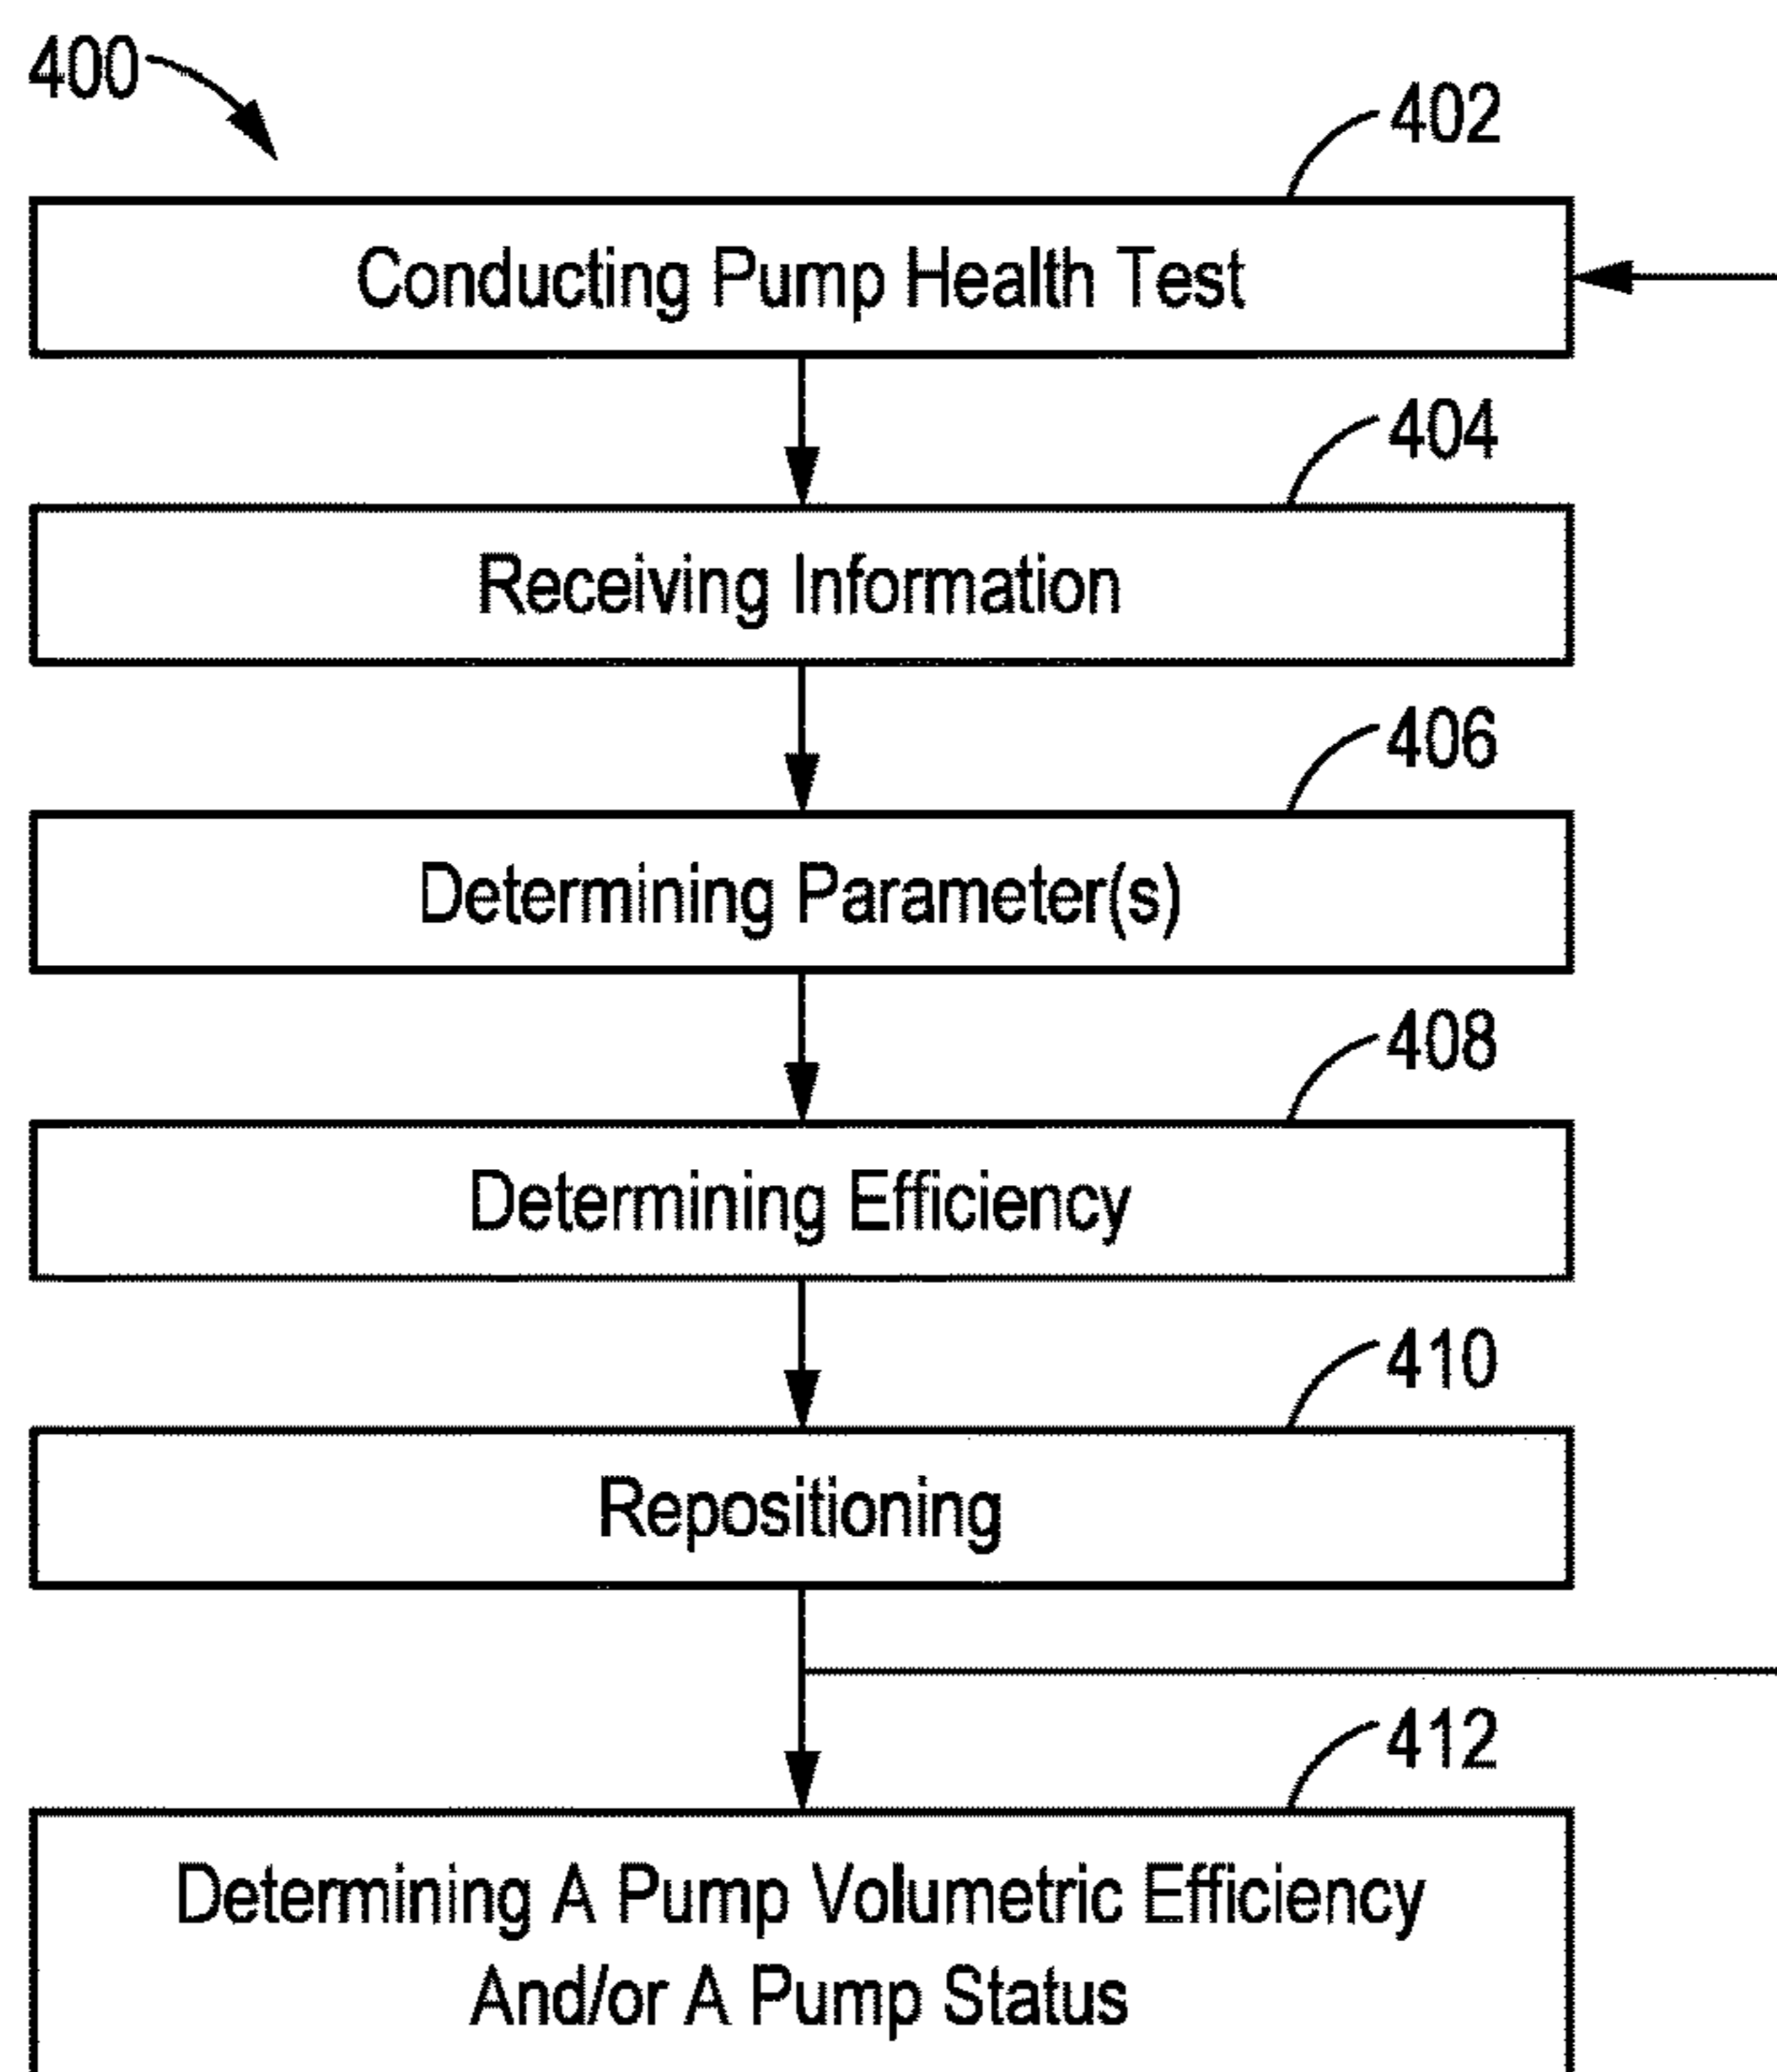 400
402
Conducting Pump Health Test
404
Receiving Information
406
Determining Parameter(s)
408
Determining Efficiency
410
Repositioning
412
Determining A Pump Volumetric Efficiency
And/or A Pump Status